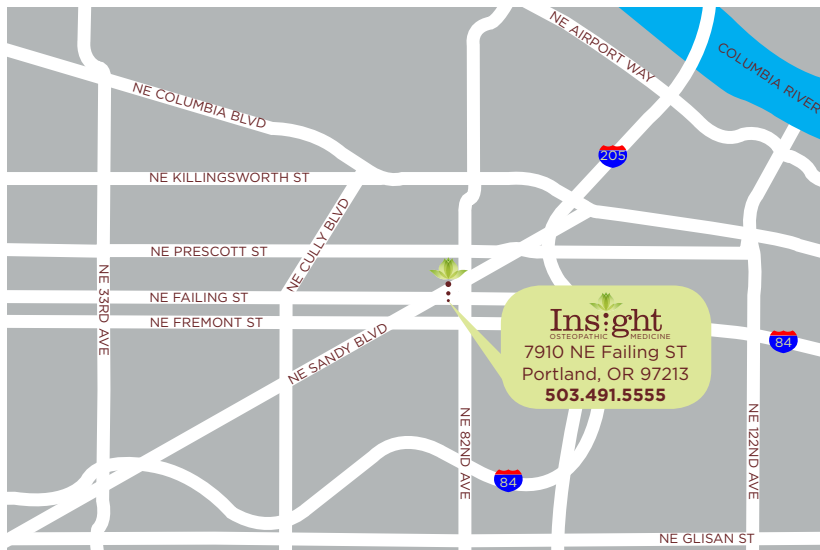 NE AIRPORT WAY
COLUMBIA RIVER
NE COLUMBIA BLVD
205
NE KILLINGSWORTH ST
NE CULLY BLVD
NE PRESCOTT ST
NE 33RD AVE
NE FAILING ST
NE FREMONT ST
NE SANDY BLVD
Insight
OSTEOPATHIC MEDICINE
7910 NE Failing ST
Portland, OR 97213
503.491.5555
84
NE 82ND AVE
NE 122ND AVE
84
NE GLISAN ST